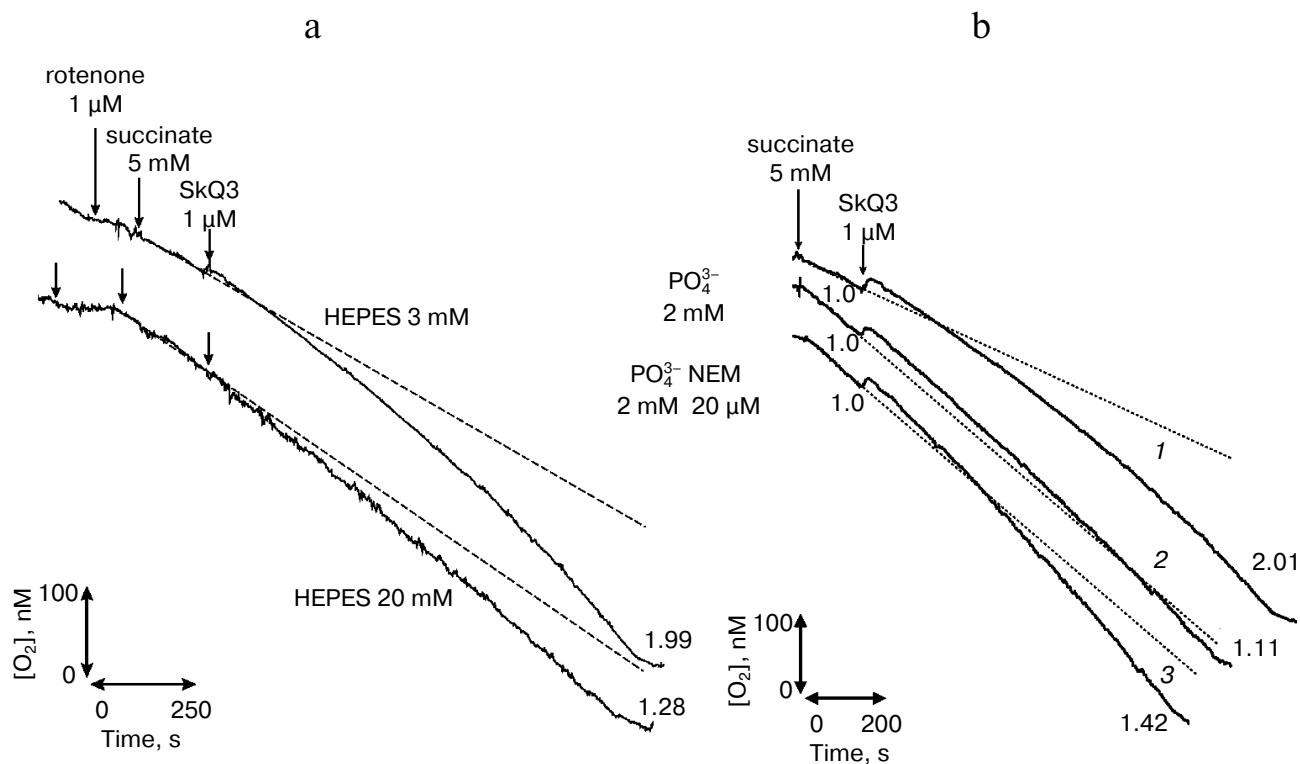 a
rotenone
1 μM
succinate
5 mM
SkQ3
1 μM
HEPES 3 mM
HEPES 20 mM
100
0
[O₂], nM
0 250
Time, s
1.99
1.28
b
succinate
5 mM
SkQ3
1 μM
PO₄³⁻
2 mM
PO₄³⁻ NEM
2 mM 20 μM
1.0
1.0
1.0
1
2
3
2.01
1.11
1.42
100
0
[O₂], nM
0 200
Time, s